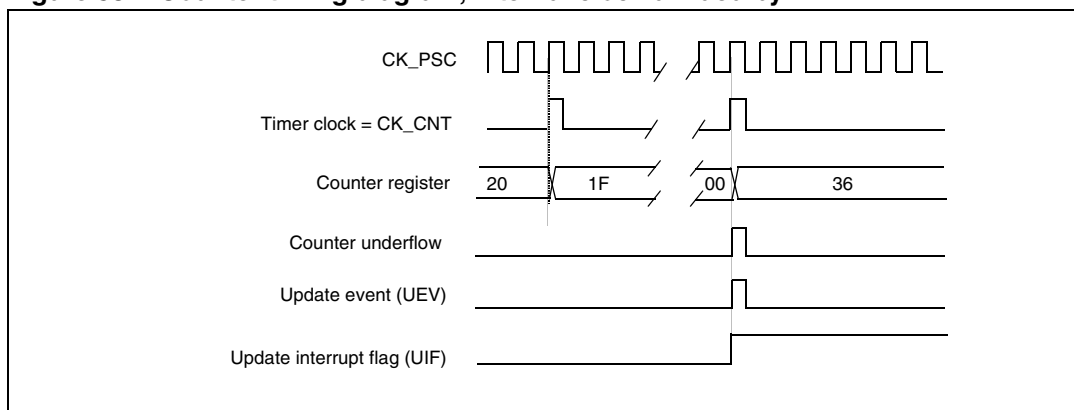 CK_PSC
Timer clock = CK_CNT
Counter register 20 1F 00 36
Counter underflow
Update event (UEV)
Update interrupt flag (UIF)